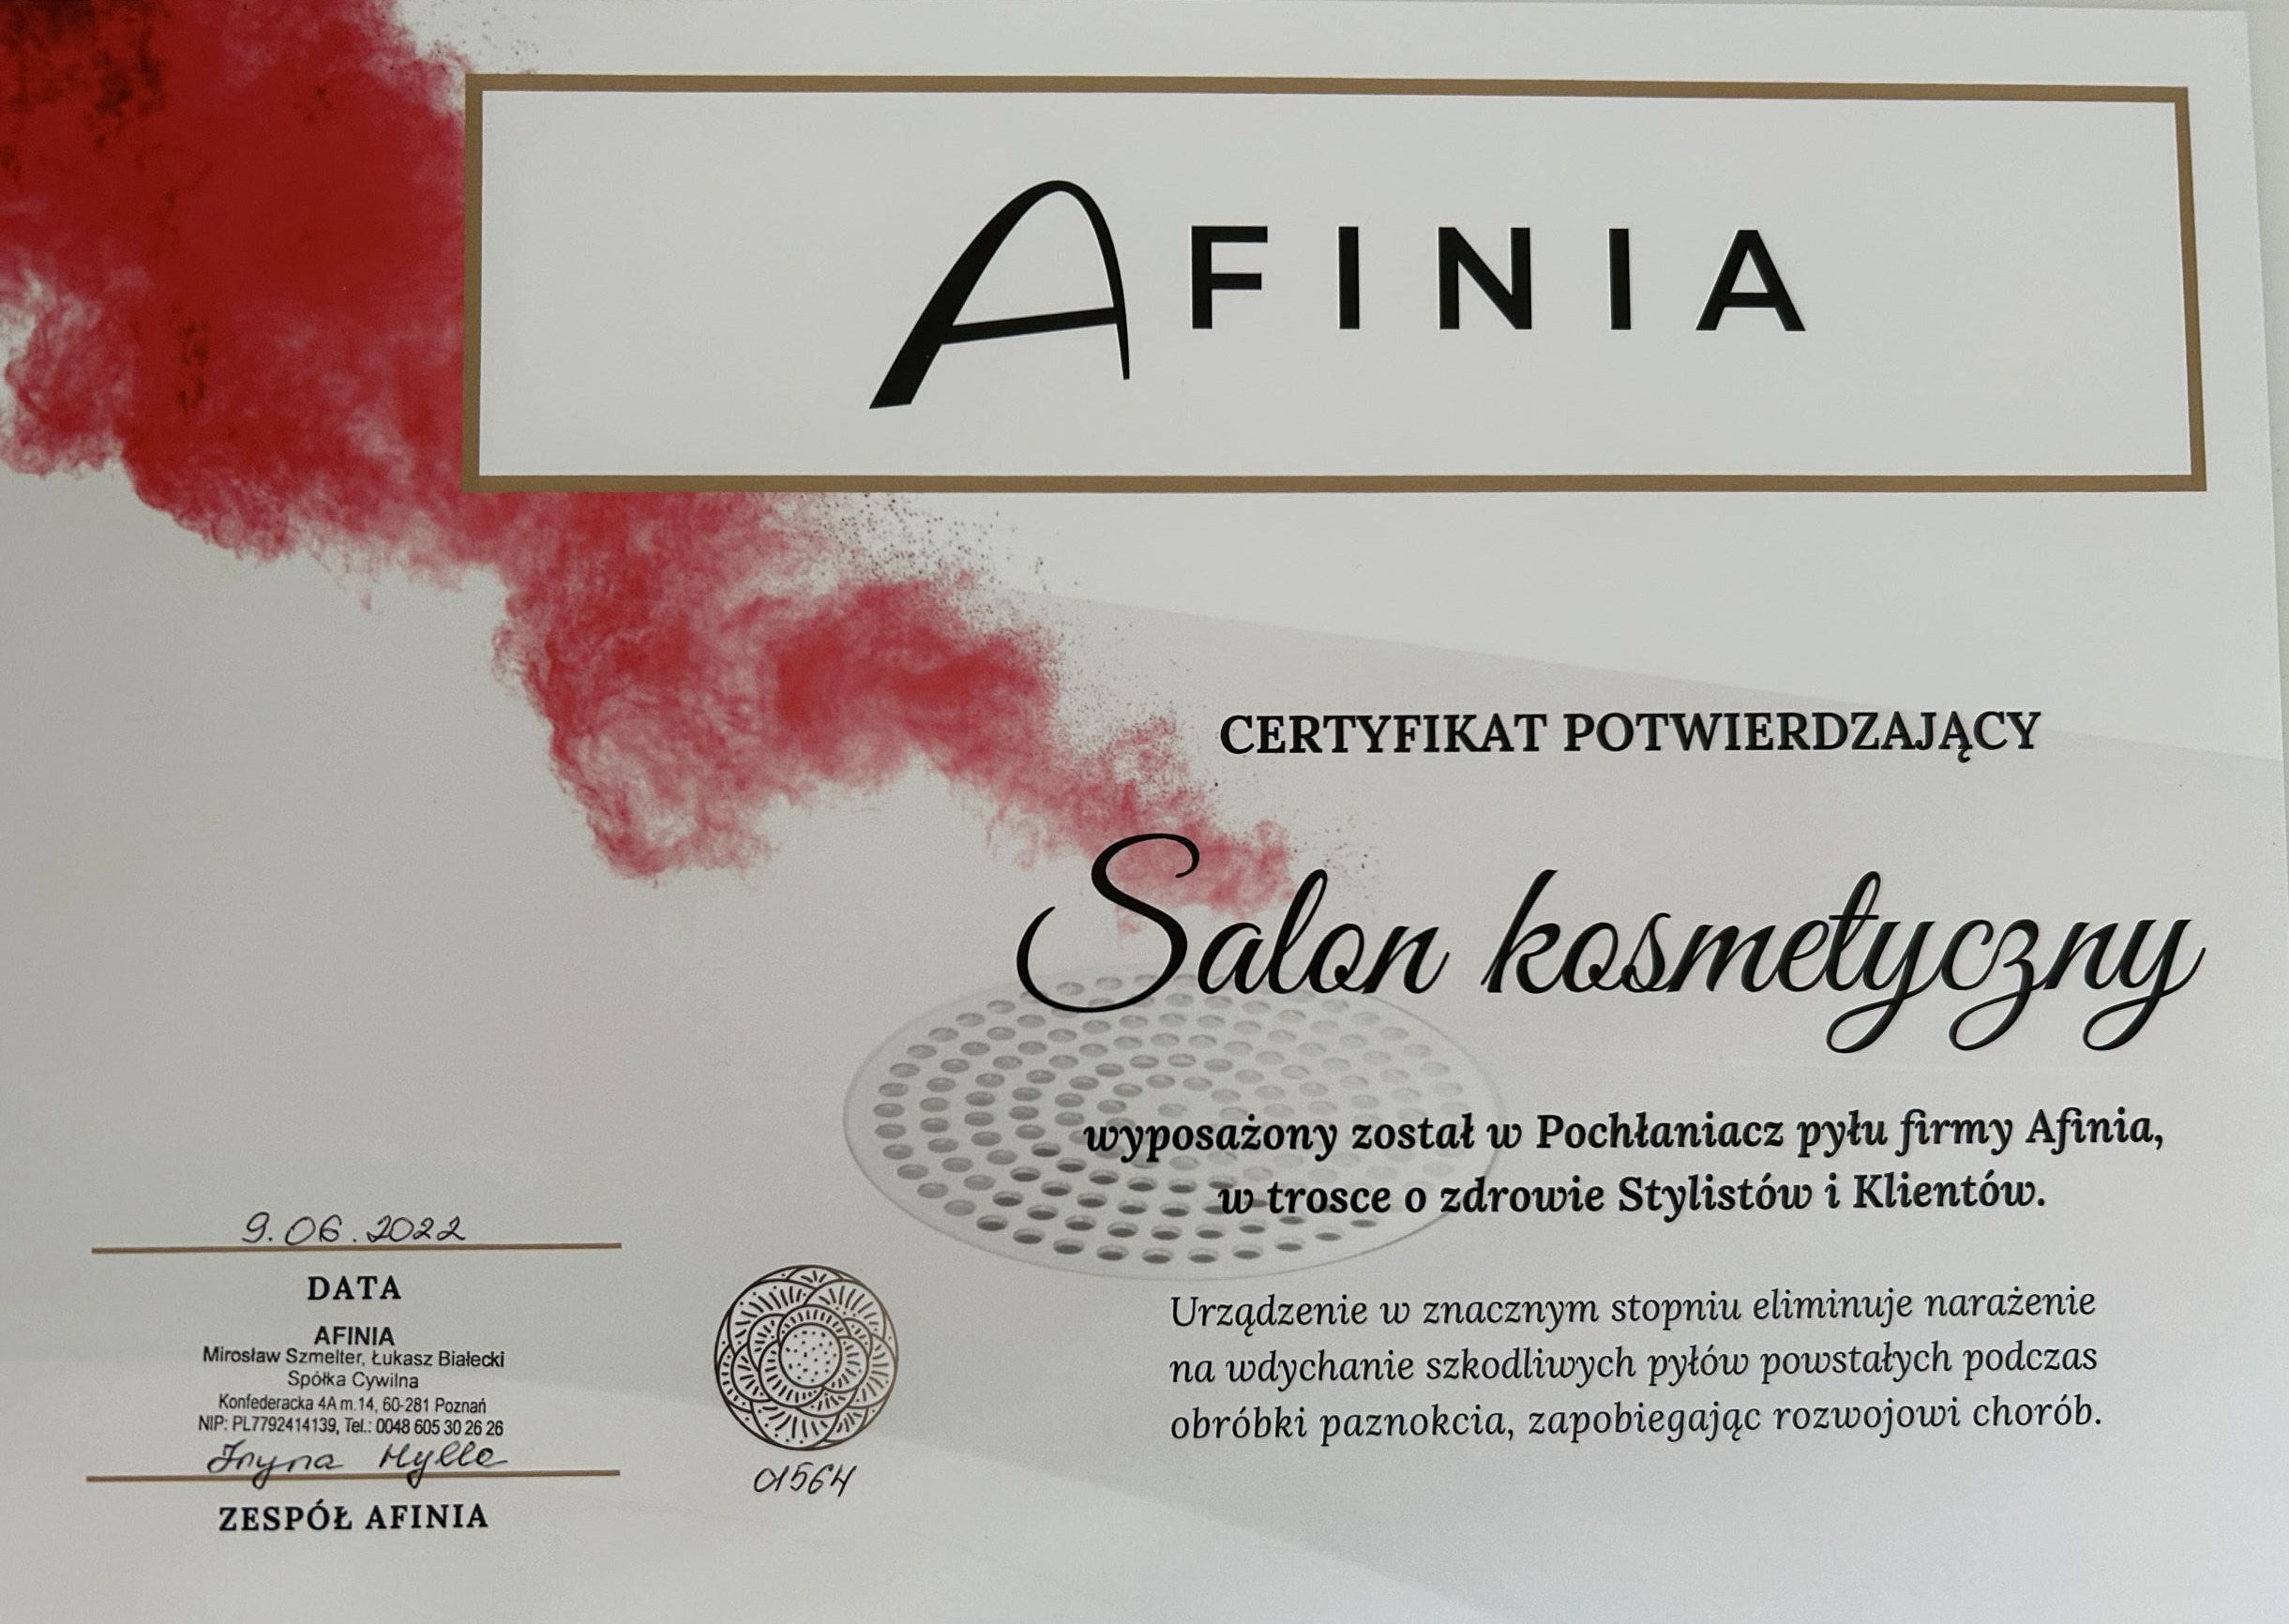 AFINIA
CERTYFIKAT POTWIERDZAJĄCY
Salon kosmetyczny
wyposażony został w Pochłaniacz pyłu firmy Afinia,
w trosce o zdrowie Stylistów i Klientów.
Urządzenie w znacznym stopniu eliminuje narażenie
na wdychanie szkodliwych pyłów powstałych podczas
obróbki paznokcia, zapobiegając rozwojowi chorób.
9.06.2022
DATA
AFINIA
Mirosław Szmelter, Łukasz Białecki
Spółka Cywilna
Konfederacka 4A m.14, 60-281 Poznań
NIP: PL7792414139, Tel.: 0048 605 30 26 26
Iryna
ZESPÓŁ AFINIA
01564